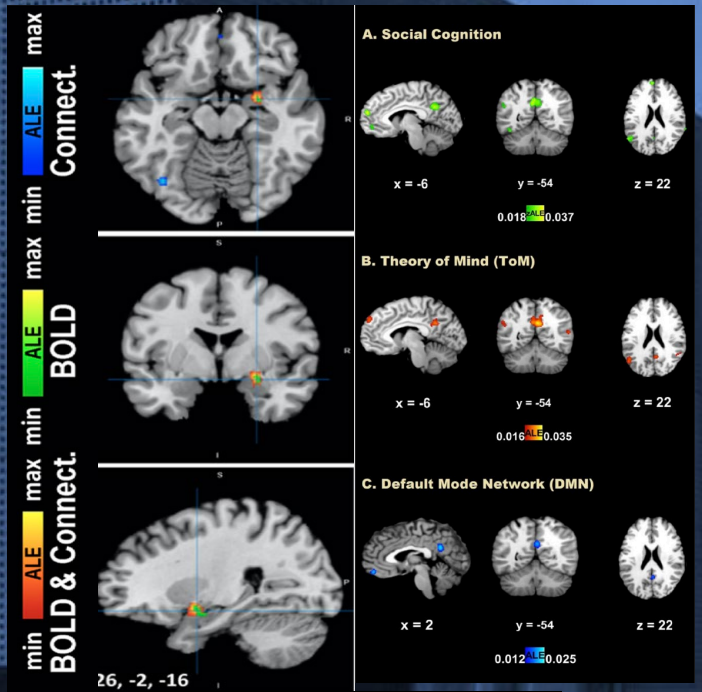 max
ALE
Connect.
min
max
ALE
BOLD
min
max
ALE
BOLD & Connect.
min
A
R
P
S
R
I
S
P
I
26, -2, -16
A. Social Cognition
x = -6
y = -54
z = 22
0.018
ALE
0.037
B. Theory of Mind (ToM)
x = -6
y = -54
z = 22
0.016
ALE
0.035
C. Default Mode Network (DMN)
x = 2
y = -54
z = 22
0.012
ALE
0.025